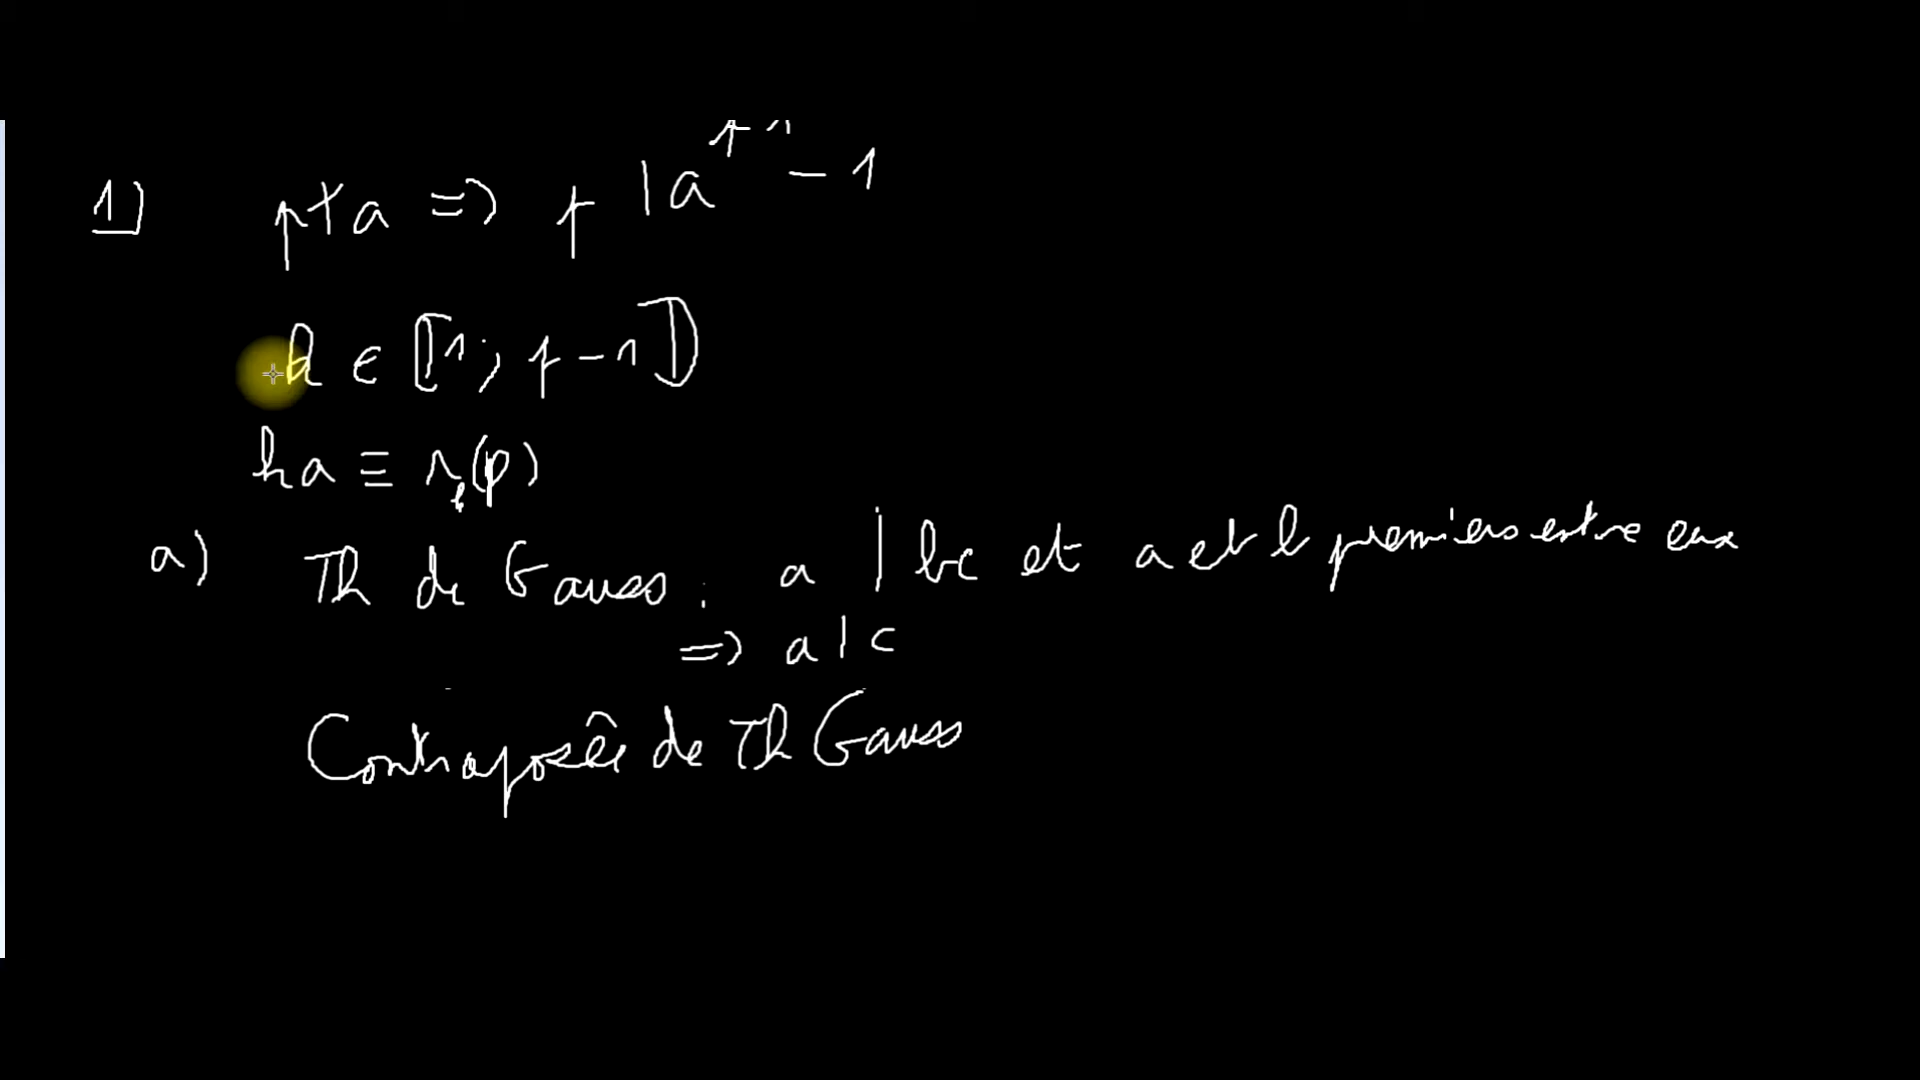 1) p∤a => p | a^p-1 - 1
k ∈ ⟦1; p-1⟧
ka ≡ r_k(p)
a) Th de Gauss : a | bc et a et b premiers entre eux
=> a | c
Contraposée de Th Gauss